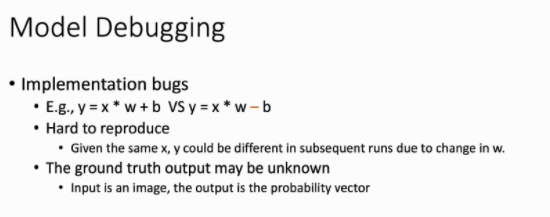 Model Debugging
• Implementation bugs
• E.g., y = x * w + b VS y = x * w – b
• Hard to reproduce
• Given the same x, y could be different in subsequent runs due to change in w.
• The ground truth output may be unknown
• Input is an image, the output is the probability vector